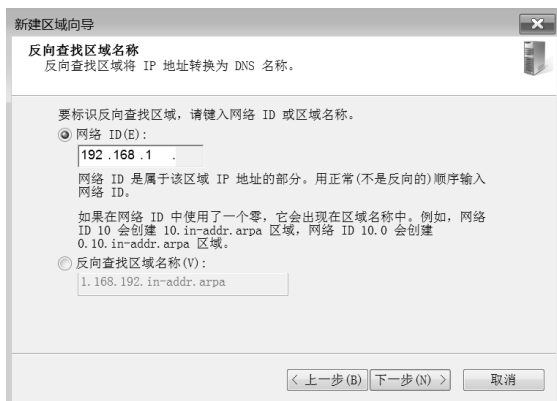 新建区域向导
反向查找区域名称
反向查找区域将 IP 地址转换为 DNS 名称。
要标识反向查找区域，请键入网络 ID 或区域名称。
网络 ID(E):
192 .168 .1 .
网络 ID 是属于该区域 IP 地址的部分。用正常(不是反向的)顺序输入
网络 ID。
如果在网络 ID 中使用了一个零，它会出现在区域名称中。例如，网络
ID 10 会创建 10.in-addr.arpa 区域，网络 ID 10.0 会创建
0.10.in-addr.arpa 区域。
反向查找区域名称(V):
1.168.192.in-addr.arpa
< 上一步(B) 下一步(N) > 取消